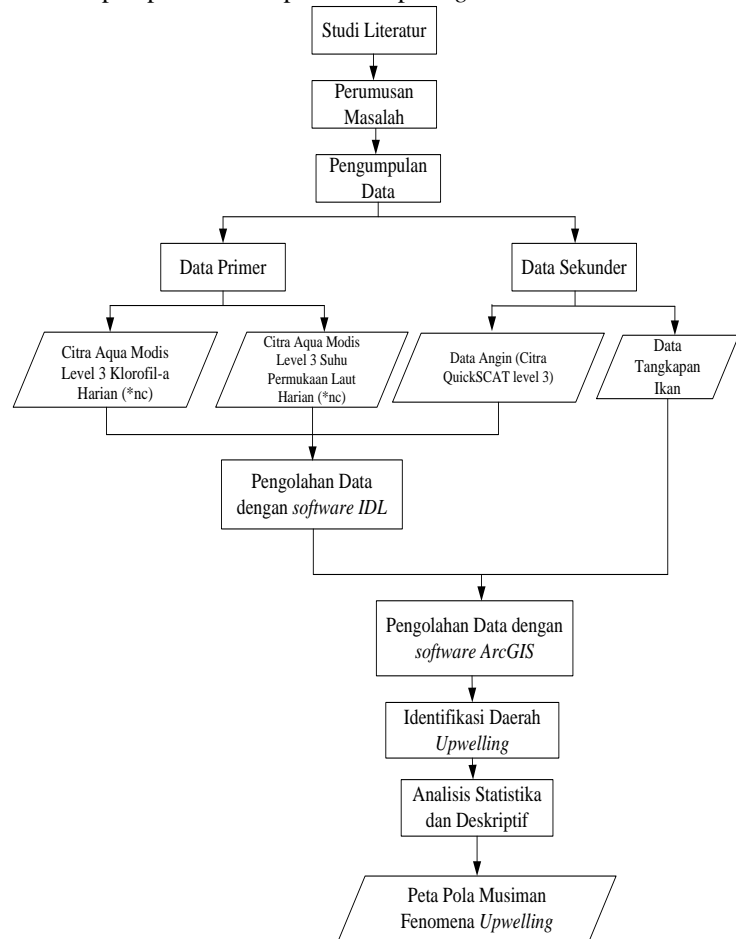 Studi Literatur
Perumusan
Masalah
Pengumpulan
Data
Data Primer
Data Sekunder
Citra Aqua Modis
Level 3 Klorofil-a
Harian (*nc)
Citra Aqua Modis
Level 3 Suhu
Permukaan Laut
Harian (*nc)
Data Angin (Citra
QuickSCAT level 3)
Data
Tangkapan
Ikan
Pengolahan Data
dengan software IDL
Pengolahan Data dengan
software ArcGIS
Identifikasi Daerah
Upwelling
Analisis Statistika
dan Deskriptif
Peta Pola Musiman
Fenomena Upwelling